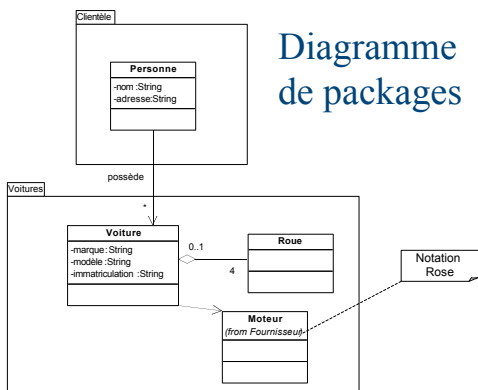 Diagramme
de packages
Clientèle
Personne
-nom :String
-adresse:String
possède
*
Voitures
Voiture
-marque: String
-modèle :String
-immatriculation :String
0..1
4
Roue
Moteur
(from Fournisseur)
Notation
Rose